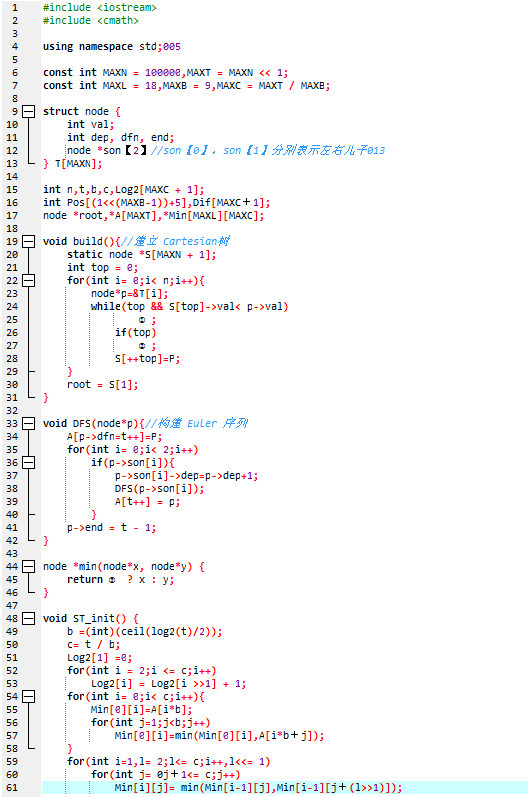 1 #include <iostream>
2 #include <cmath>
3
4 using namespace std;005
5
6 const int MAXN = 100000,MAXT = MAXN << 1;
7 const int MAXL = 18,MAXB = 9,MAXC = MAXT / MAXB;
8
9 struct node {
10 int val;
11 int dep, dfn, end;
12 node *son【2】//son【0】，son【1】分别表示左右儿子013
13 } T[MAXN];
14
15 int n,t,b,c,Log2[MAXC + 1];
16 int Pos[(1<<(MAXB-1))+5],Dif[MAXC＋1];
17 node *root,*A[MAXT],*Min[MAXL][MAXC];
18
19 void build(){//建立 Cartesian树
20 static node *S[MAXN + 1];
21 int top = 0;
22 for(int i= 0;i< n;i++){
23 node*p=&T[i];
24 while(top && S[top]->val< p->val)
25 ① ;
26 if(top)
27 ② ;
28 S[++top]=P;
29 }
30 root = S[1];
31 }
32
33 void DFS(node*p){//构建 Euler 序列
34 A[p->dfn=t++]=P;
35 for(int i= 0;i< 2;i++)
36 if(p->son[i]){
37 p->son[i]->dep=p->dep+1;
38 DFS(p->son[i]);
39 A[t++] = p;
40 }
41 p->end = t - 1;
42 }
43
44 node *min(node*x, node*y) {
45 return ③ ? x : y;
46 }
47
48 void ST_init() {
49 b =(int)(ceil(log2(t)/2));
50 c= t / b;
51 Log2[1] =0;
52 for(int i = 2;i <= c;i++)
53 Log2[i] = Log2[i >>1] + 1;
54 for(int i= 0;i< c;i++){
55 Min[0][i]=A[i*b];
56 for(int j=1;j<b;j++)
57 Min[0][i]=min(Min[0][i],A[i*b＋j]);
58 }
59 for(int i=1,l= 2;l<= c;i++,l<<= 1)
60 for(int j= 0j＋1<= c;j++)
61 Min[i][j]= min(Min[i-1][j],Min[i-1][j＋(l>>1)]);